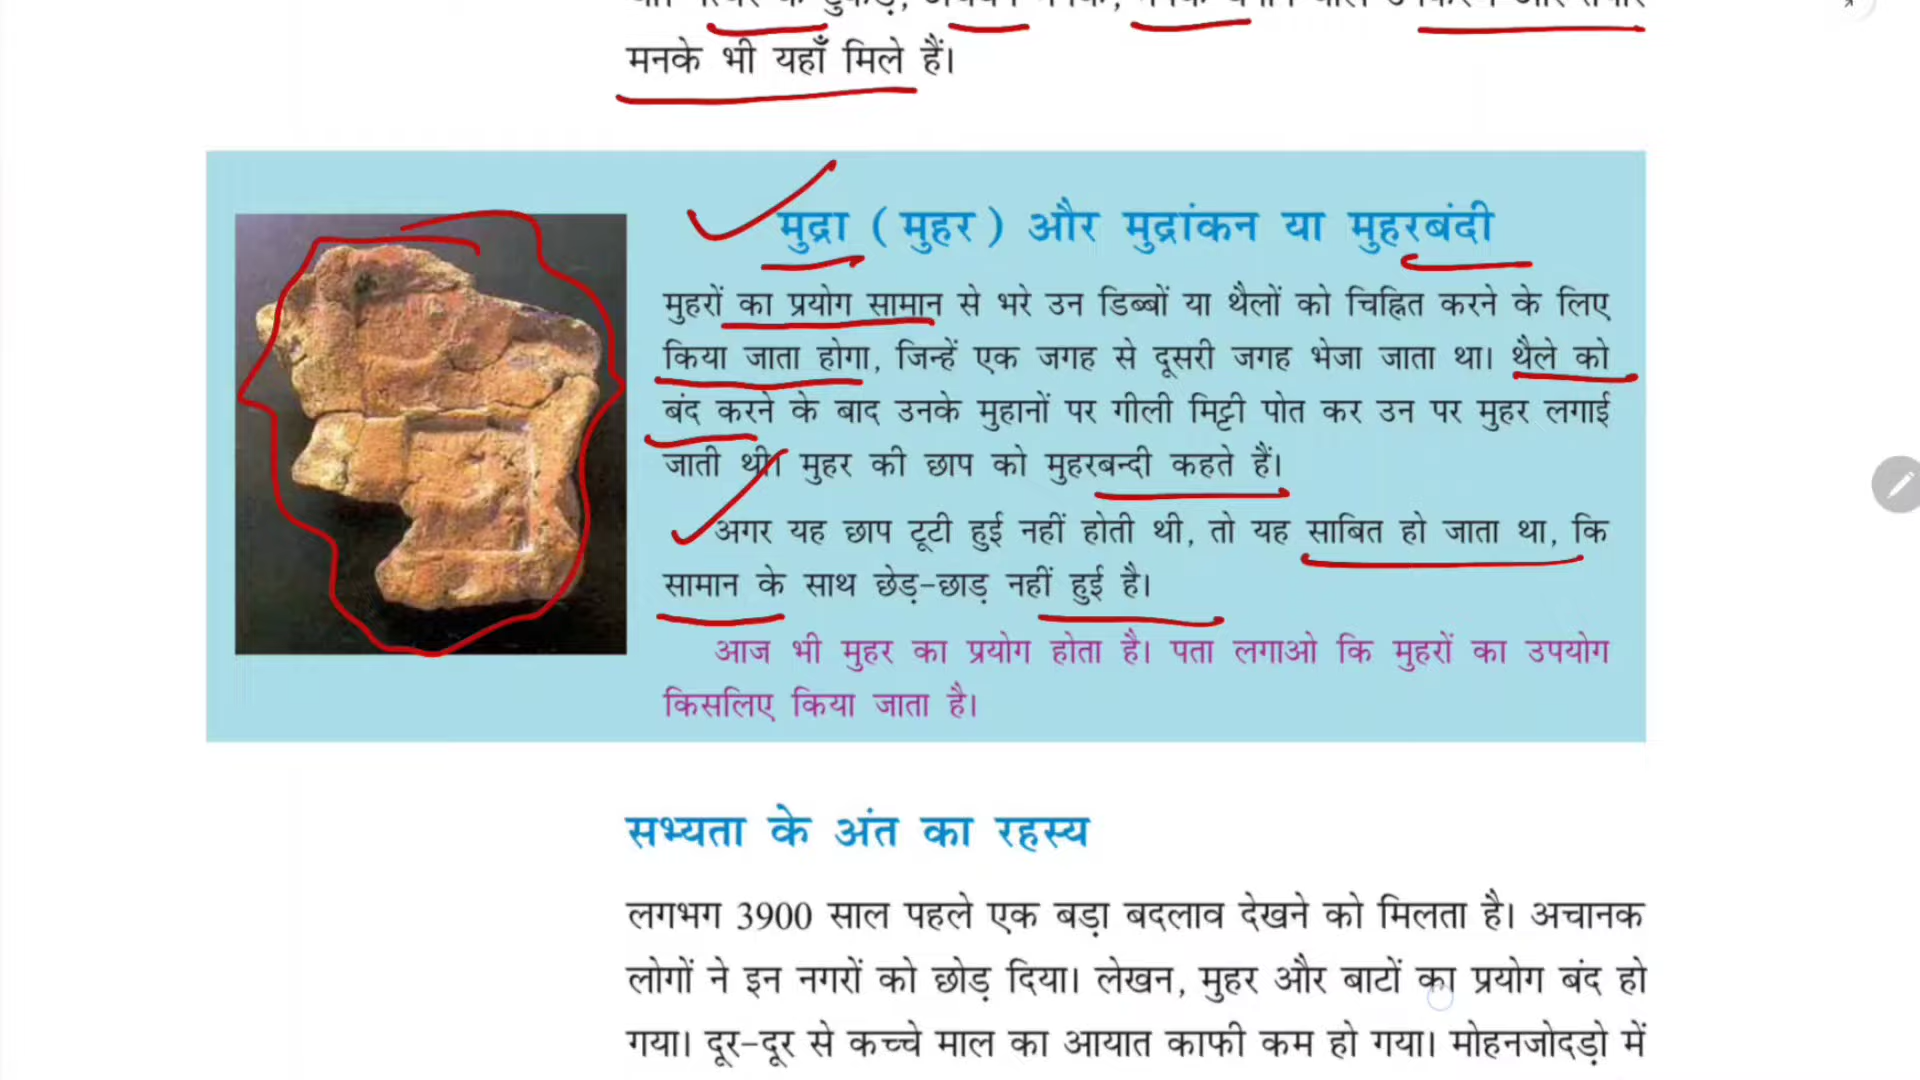 मनके भी यहाँ मिले हैं।
मुद्रा (मुहर) और मुद्रांकन या मुहरबंदी
मुहरों का प्रयोग सामान से भरे उन डिब्बों या थैलों को चिह्नित करने के लिए
किया जाता होगा, जिन्हें एक जगह से दूसरी जगह भेजा जाता था। थैले को
बंद करने के बाद उनके मुहानों पर गीली मिट्टी पोत कर उन पर मुहर लगाई
जाती थी। मुहर की छाप को मुहरबन्दी कहते हैं।
अगर यह छाप टूटी हुई नहीं होती थी, तो यह साबित हो जाता था, कि
सामान के साथ छेड़-छाड़ नहीं हुई है।
आज भी मुहर का प्रयोग होता है। पता लगाओ कि मुहरों का उपयोग
किसलिए किया जाता है।
सभ्यता के अंत का रहस्य
लगभग 3900 साल पहले एक बड़ा बदलाव देखने को मिलता है। अचानक
लोगों ने इन नगरों को छोड़ दिया। लेखन, मुहर और बाटों का प्रयोग बंद हो
गया। दूर-दूर से कच्चे माल का आयात काफी कम हो गया। मोहनजोदड़ो में